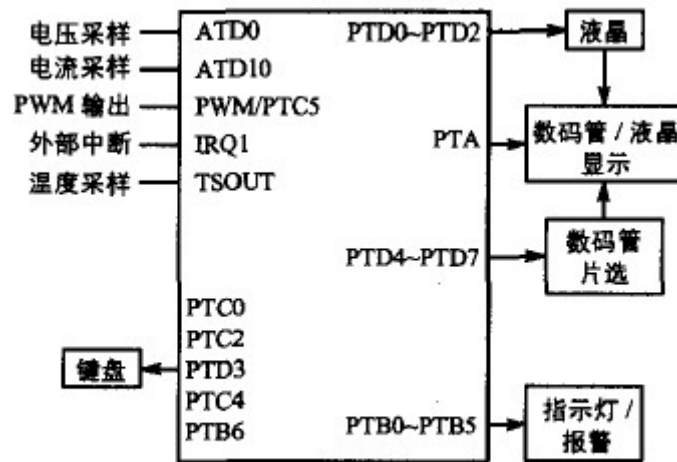 电压采样
电流采样
PWM 输出
外部中断
温度采样
键盘
ATD0
ATD10
PWM/PTC5
IRQ1
TSOUT
PTC0
PTC2
PTD3
PTC4
PTB6
PTD0~PTD2
PTA
PTD4~PTD7
PTB0~PTB5
液晶
数码管 / 液晶
显示
数码管
片选
指示灯 /
报警